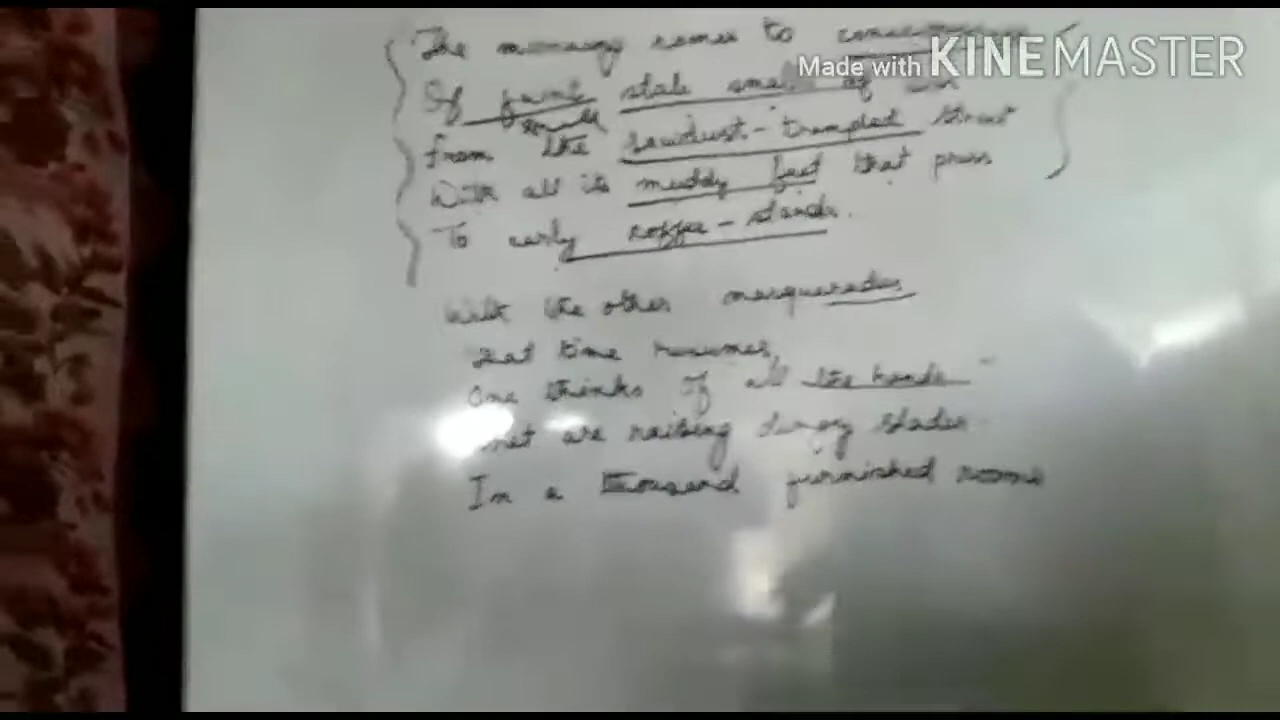 The morning comes to consciousness
Made with KINEMASTER
Of faint stale smells of
smell
from the sawdust-trampled street
With all its muddy feet that press
To early coffee-stands.
With the other masquerades
that time resumes,
One thinks of all the hands
that are raising dingy shades
In a thousand furnished rooms